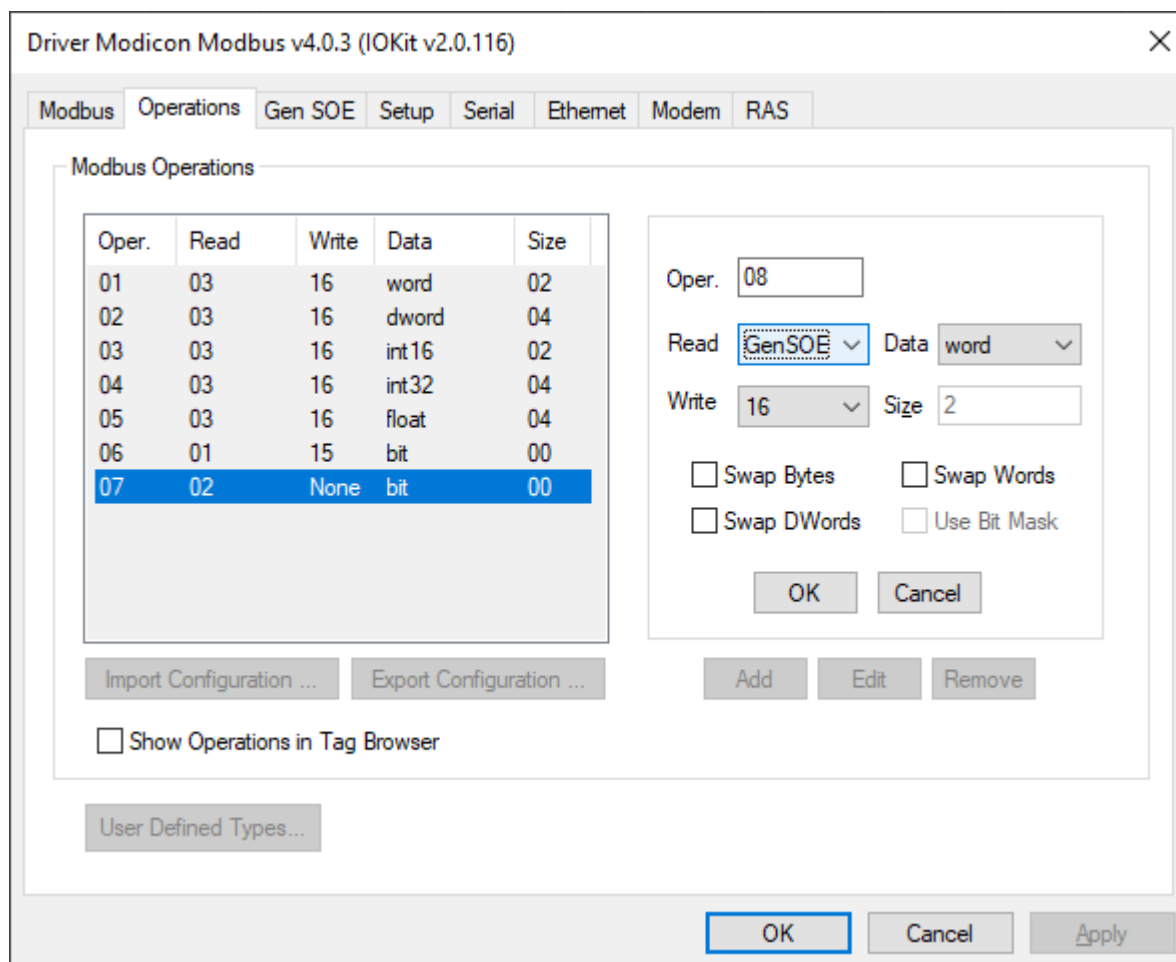 Driver Modicon Modbus v4.0.3 (IOKit v2.0.116)
Modbus Operations Gen SOE Setup Serial Ethernet Modem RAS
Modbus Operations
Oper. Read Write Data Size
01 03 16 word 02
02 03 16 dword 04
03 03 16 int16 02
04 03 16 int32 04
05 03 16 float 04
06 01 15 bit 00
07 02 None bit 00
Oper. 08
Read GenSOE Data word
Write 16 Size 2
Swap Bytes Swap Words
Swap DWords Use Bit Mask
OK Cancel
Import Configuration ... Export Configuration ... Add Edit Remove
Show Operations in Tag Browser
User Defined Types...
OK Cancel Apply